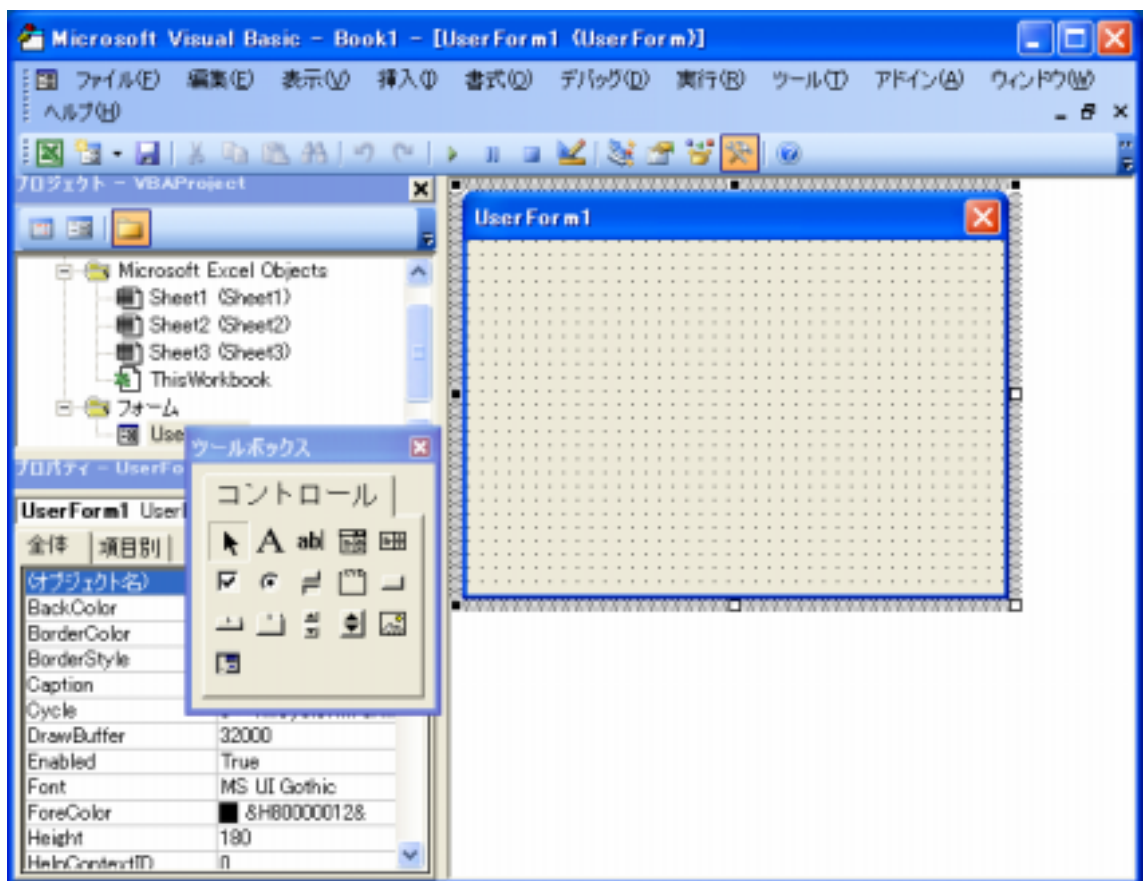 Microsoft Visual Basic - Book1 - [UserForm1 (UserForm)]
ファイル(F) 編集(E) 表示(V) 挿入(I) 書式(O) デバッグ(D) 実行(R) ツール(T) アドイン(A) ウィンドウ(W)
ヘルプ(H)
プロジェクト - VBAProject
Microsoft Excel Objects
Sheet1 (Sheet1)
Sheet2 (Sheet2)
Sheet3 (Sheet3)
ThisWorkbook
フォーム
Use
プロパティ - UserFo
UserForm1 User
全体 項目別
(オブジェクト名)
BackColor
BorderColor
BorderStyle
Caption
Cycle
DrawBuffer 32000
Enabled True
Font MS UI Gothic
ForeColor &H80000012&
Height 180
HelpContextID 0
ツールボックス
コントロール
A abl
UserForm1